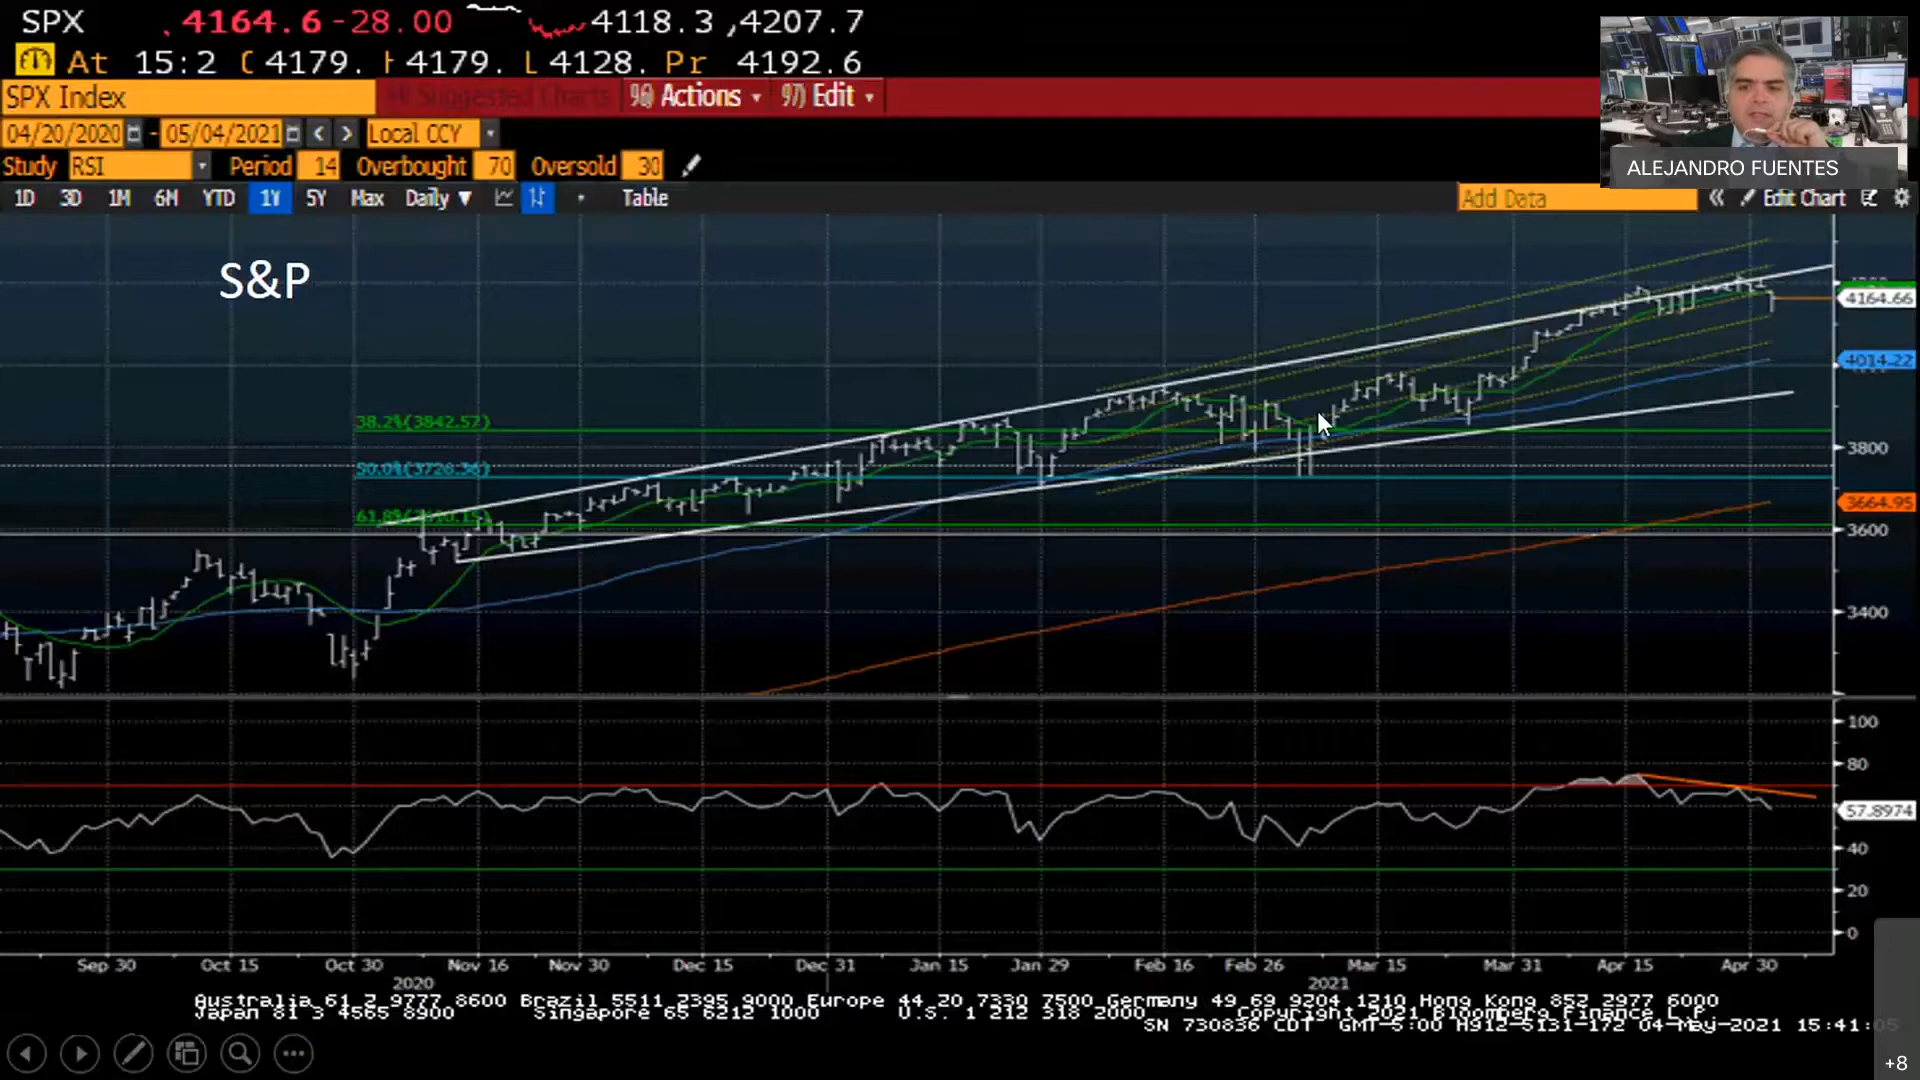 SPX 4164.6 -28.00 4118.3 ,4207.7
At 15:2 4179. 4179. L 4128. Pr 4192.6
SPX Index Suggested Charts 96) Actions 97) Edit
04/20/2020 - 05/04/2021 < > Local CCY
Study RSI Period 14 Overbought 70 Oversold 30
ALEJANDRO FUENTES
1D 3D 1M 6M YTD 1Y 5Y Max Daily Table Add Data « Edit Chart
S&P
4164.66
4014.22
38.2%(3842.57)
3800
50.0%(3726.36)
3664.95
61.8%
3600
3400
100
80
57.8974
40
20
0
Sep 30 Oct 15 Oct 30 Nov 16 Nov 30 Dec 15 Dec 31 Jan 15 Jan 29 Feb 16 Feb 26 Mar 15 Mar 31 Apr 15 Apr 30
2020 2021
Australia 61 2 9777 8600 Brazil 5511 2395 9000 Europe 44 20 7330 7500 Germany 49 69 9204 1210 Hong Kong 852 2977 6000
Japan 81 3 4565 8900 Singapore 65 6212 1000 U.S. 1 212 318 2000 Copyright 2021 Bloomberg Finance L.P.
SN 730836 CDT GMT-5:00 H912-5131-172 04-May-2021 15:41:05
+8